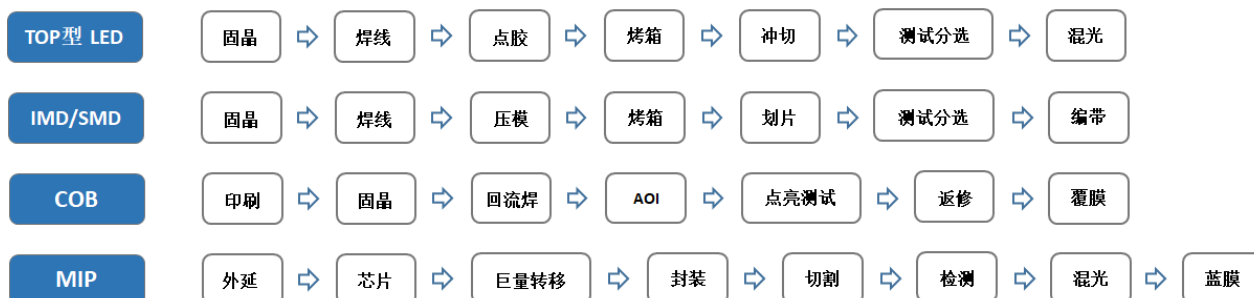 TOP型 LED 固晶 焊线 点胶 烤箱 冲切 测试分选 混光
IMD/SMD 固晶 焊线 压模 烤箱 划片 测试分选 编带
COB 印刷 固晶 回流焊 AOI 点亮测试 返修 覆膜
MIP 外延 芯片 巨量转移 封装 切割 检测 混光 蓝膜